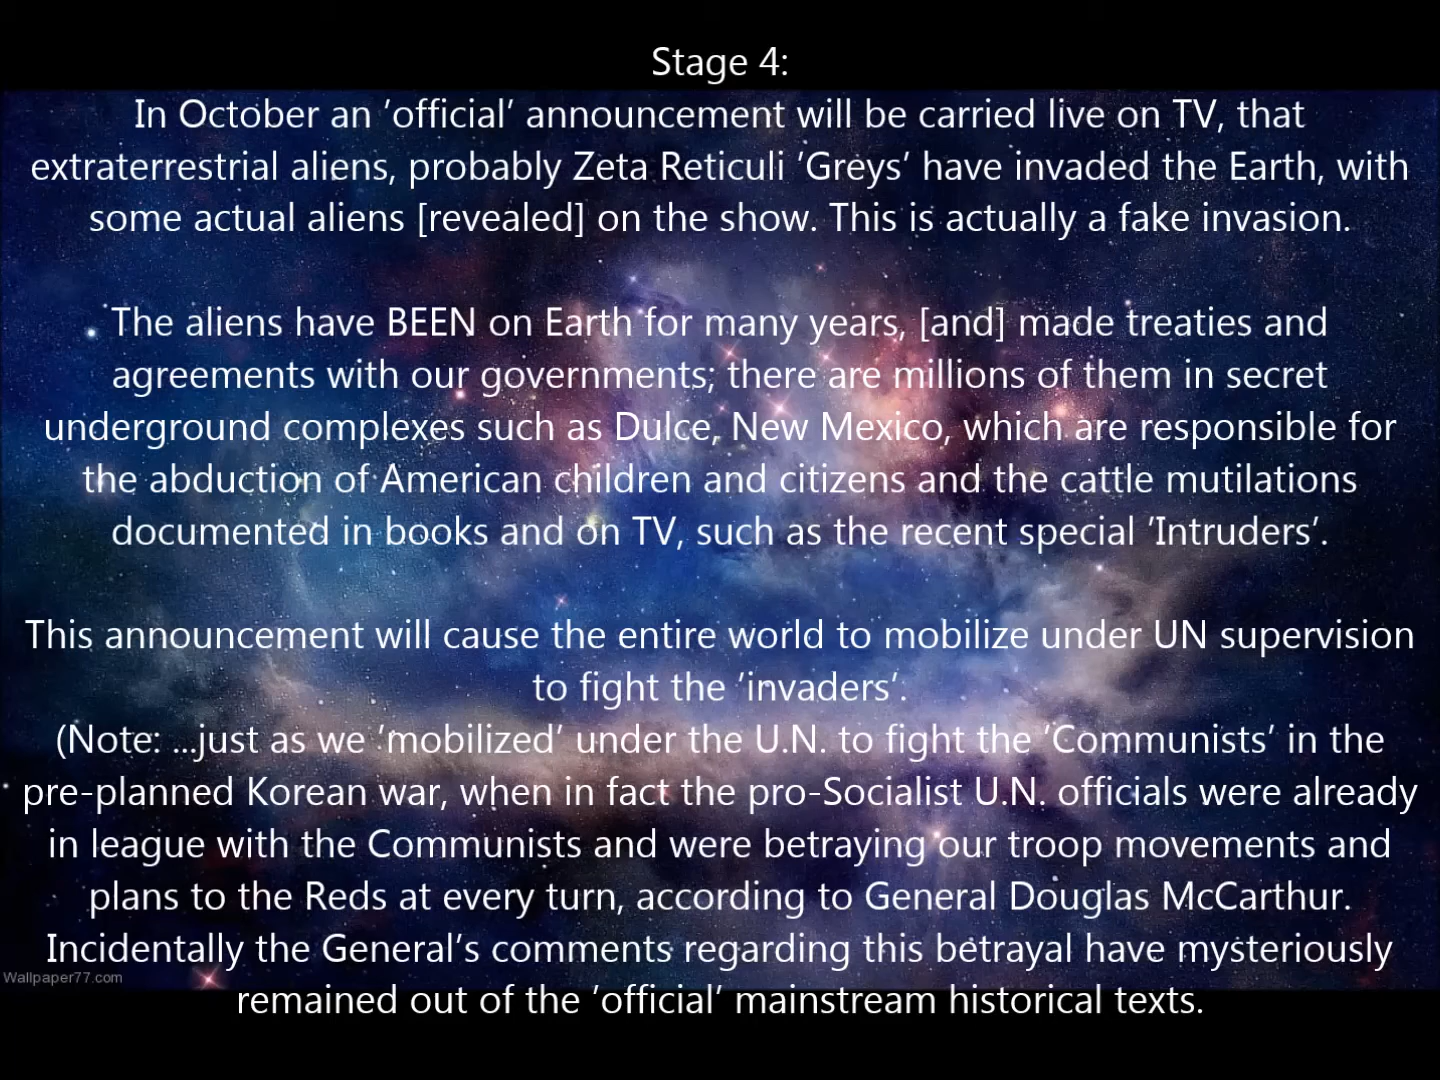 Stage 4:
In October an 'official' announcement will be carried live on TV, that
extraterrestrial aliens, probably Zeta Reticuli 'Greys' have invaded the Earth, with
some actual aliens [revealed] on the show. This is actually a fake invasion.
The aliens have BEEN on Earth for many years, [and] made treaties and
agreements with our governments; there are millions of them in secret
underground complexes such as Dulce, New Mexico, which are responsible for
the abduction of American children and citizens and the cattle mutilations
documented in books and on TV, such as the recent special 'Intruders'.
This announcement will cause the entire world to mobilize under UN supervision
to fight the 'invaders'.
(Note: ...just as we 'mobilized' under the U.N. to fight the 'Communists' in the
pre-planned Korean war, when in fact the pro-Socialist U.N. officials were already
in league with the Communists and were betraying our troop movements and
plans to the Reds at every turn, according to General Douglas McCarthur.
Incidentally the General's comments regarding this betrayal have mysteriously
Wallpaper77.com
remained out of the 'official' mainstream historical texts.